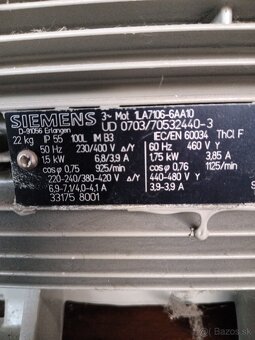 SIEMENS
D-91056 Erlangen
3~ Mot 1LA7106-6AA10
UD 0703/70532440-3
22 kg IP 55 100L IM B3 IEC/EN 60034 ThCl F
50 Hz 230/400 V Δ/Y 60 Hz 460 V Y
1,5 kW 6,8/3,9 A 1,75 kW 3,85 A
cosφ 0,75 925/min cosφ 0,76 1125/min
220-240/380-420 V Δ/Y 440-480 V Y
6,9-7,1/4,0-4,1 A 3,9-3,9 A
33175 8001
S
Bazar.sk